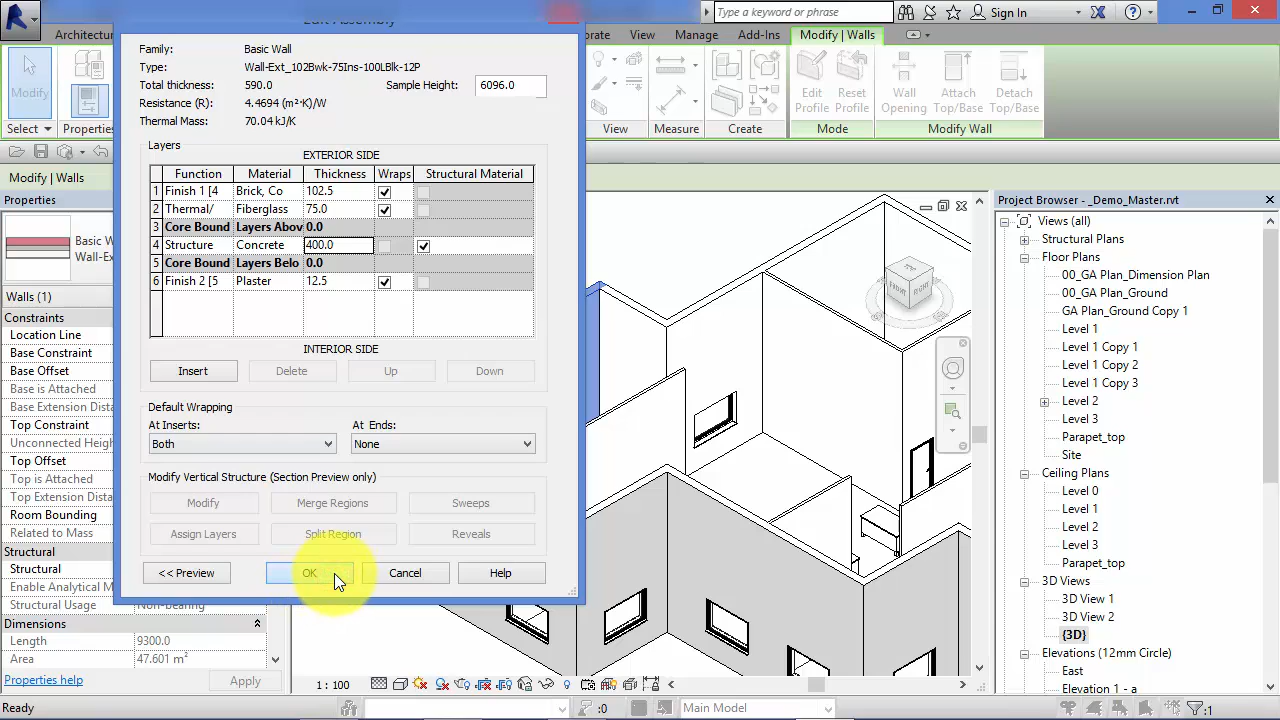 Edit Assembly
Type a keyword or phrase
Sign In
Architectur
orate
View
Manage
Add-Ins
Modify | Walls
Modify
Edit Profile
Reset Profile
Wall Opening
Attach Top/Base
Detach Top/Base
Select
Properties
View
Measure
Create
Mode
Modify Wall
Modify | Walls
Properties
Basic W
Wall-Ex
Walls (1)
Constraints
Location Line
Base Constraint
Base Offset
Base is Attached
Base Extension Distan
Top Constraint
Unconnected Height
Top Offset
Top is Attached
Top Extension Distan
Room Bounding
Related to Mass
Structural
Structural
Enable Analytical M
Structural Usage
Non-bearing
Dimensions
Length
9300.0
Area
47.601 m²
Properties help
Apply
Family:
Basic Wall
Type:
Total thickness:
590.0
Sample Height:
6096.0
Resistance (R):
4.4694 (m²·K)/W
Thermal Mass:
70.04 kJ/K
Layers
EXTERIOR SIDE
Function Material Thickness Wraps Structural Material
1 Finish 1 [4 Brick, Co 102.5
2 Thermal/ Fiberglass 75.0
3 Core Bound Layers Abov 0.0
4 Structure Concrete 400.0
5 Core Bound Layers Belo 0.0
6 Finish 2 [5 Plaster 12.5
INTERIOR SIDE
Insert
Delete
Up
Down
Default Wrapping
At Inserts:
At Ends:
Both
None
Modify Vertical Structure (Section Preview only)
Modify
Merge Regions
Sweeps
Assign Layers
Split Region
Reveals
<< Preview
OK
Cancel
Help
TOP
FRONT
RIGHT
Project Browser - _Demo_Master.rvt
Views (all)
Structural Plans
Floor Plans
00_GA Plan_Dimension Plan
00_GA Plan_Ground
GA Plan_Ground Copy 1
Level 1
Level 1 Copy 1
Level 1 Copy 2
Level 1 Copy 3
Level 2
Level 3
Parapet_top
Site
Ceiling Plans
Level 0
Level 1
Level 2
Level 3
Parapet_top
3D Views
3D View 1
3D View 2
{3D}
Elevations (12mm Circle)
East
Elevation 1 - a
1 : 100
Ready
:0
Main Model
:1